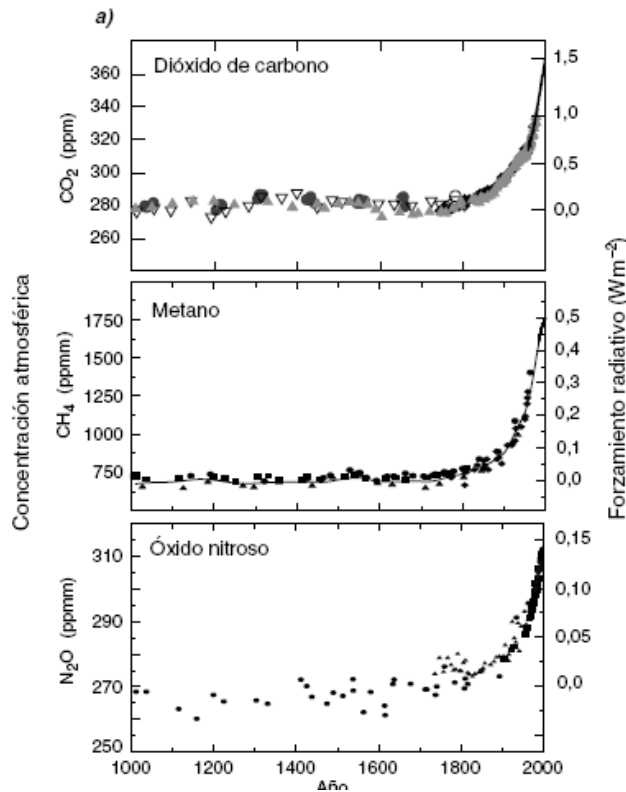 a)
Concentración atmosférica
Forzamiento radiativo (Wm⁻²)
Dióxido de carbono
CO₂ (ppm)
360
340
320
300
280
260
1,5
1,0
0,5
0,0
Metano
CH₄ (ppmm)
1750
1500
1250
1000
750
0,5
0,4
0,3
0,2
0,1
0,0
Óxido nitroso
N₂O (ppmm)
310
290
270
250
0,15
0,10
0,05
0,0
1000 1200 1400 1600 1800 2000
Año